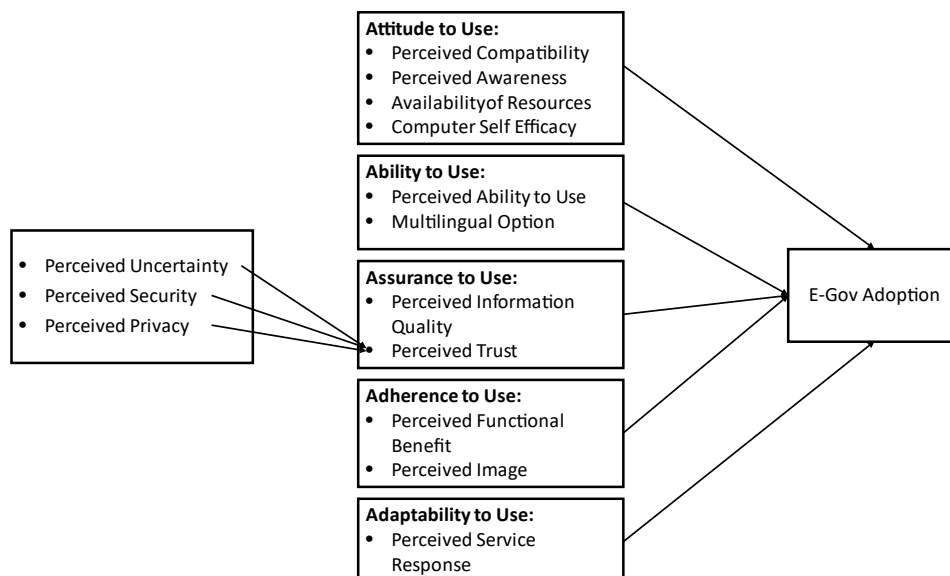 Attitude to Use:
• Perceived Compatibility
• Perceived Awareness
• Availabilityof Resources
• Computer Self Efficacy
Ability to Use:
• Perceived Ability to Use
• Multilingual Option
• Perceived Uncertainty
• Perceived Security
• Perceived Privacy
Assurance to Use:
• Perceived Information
Quality
• Perceived Trust
E-Gov Adoption
Adherence to Use:
• Perceived Functional
Benefit
• Perceived Image
Adaptability to Use:
• Perceived Service
Response